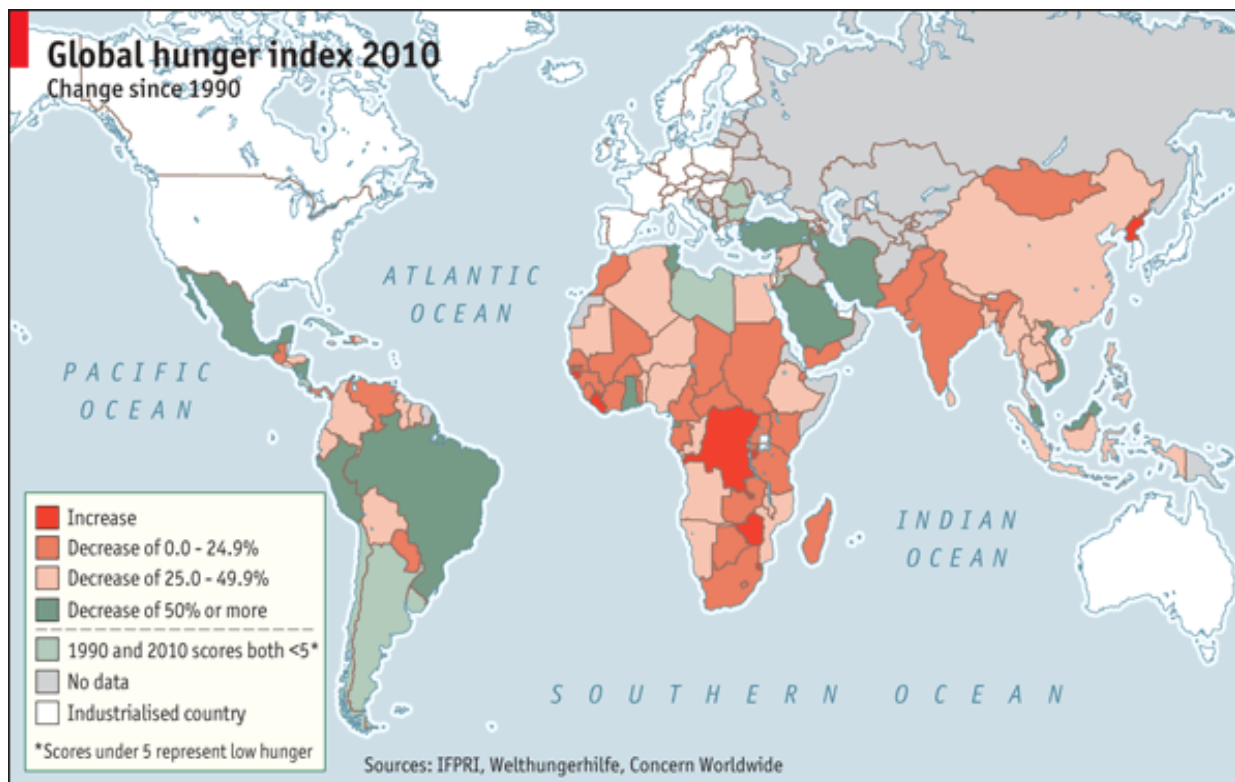 Global hunger index 2010
Change since 1990
ATLANTIC
OCEAN
PACIFIC
OCEAN
INDIAN
OCEAN
SOUTHERN OCEAN
Increase
Decrease of 0.0 - 24.9%
Decrease of 25.0 - 49.9%
Decrease of 50% or more
1990 and 2010 scores both <5*
No data
Industrialised country
*Scores under 5 represent low hunger
Sources: IFPRI, Welthungerhilfe, Concern Worldwide